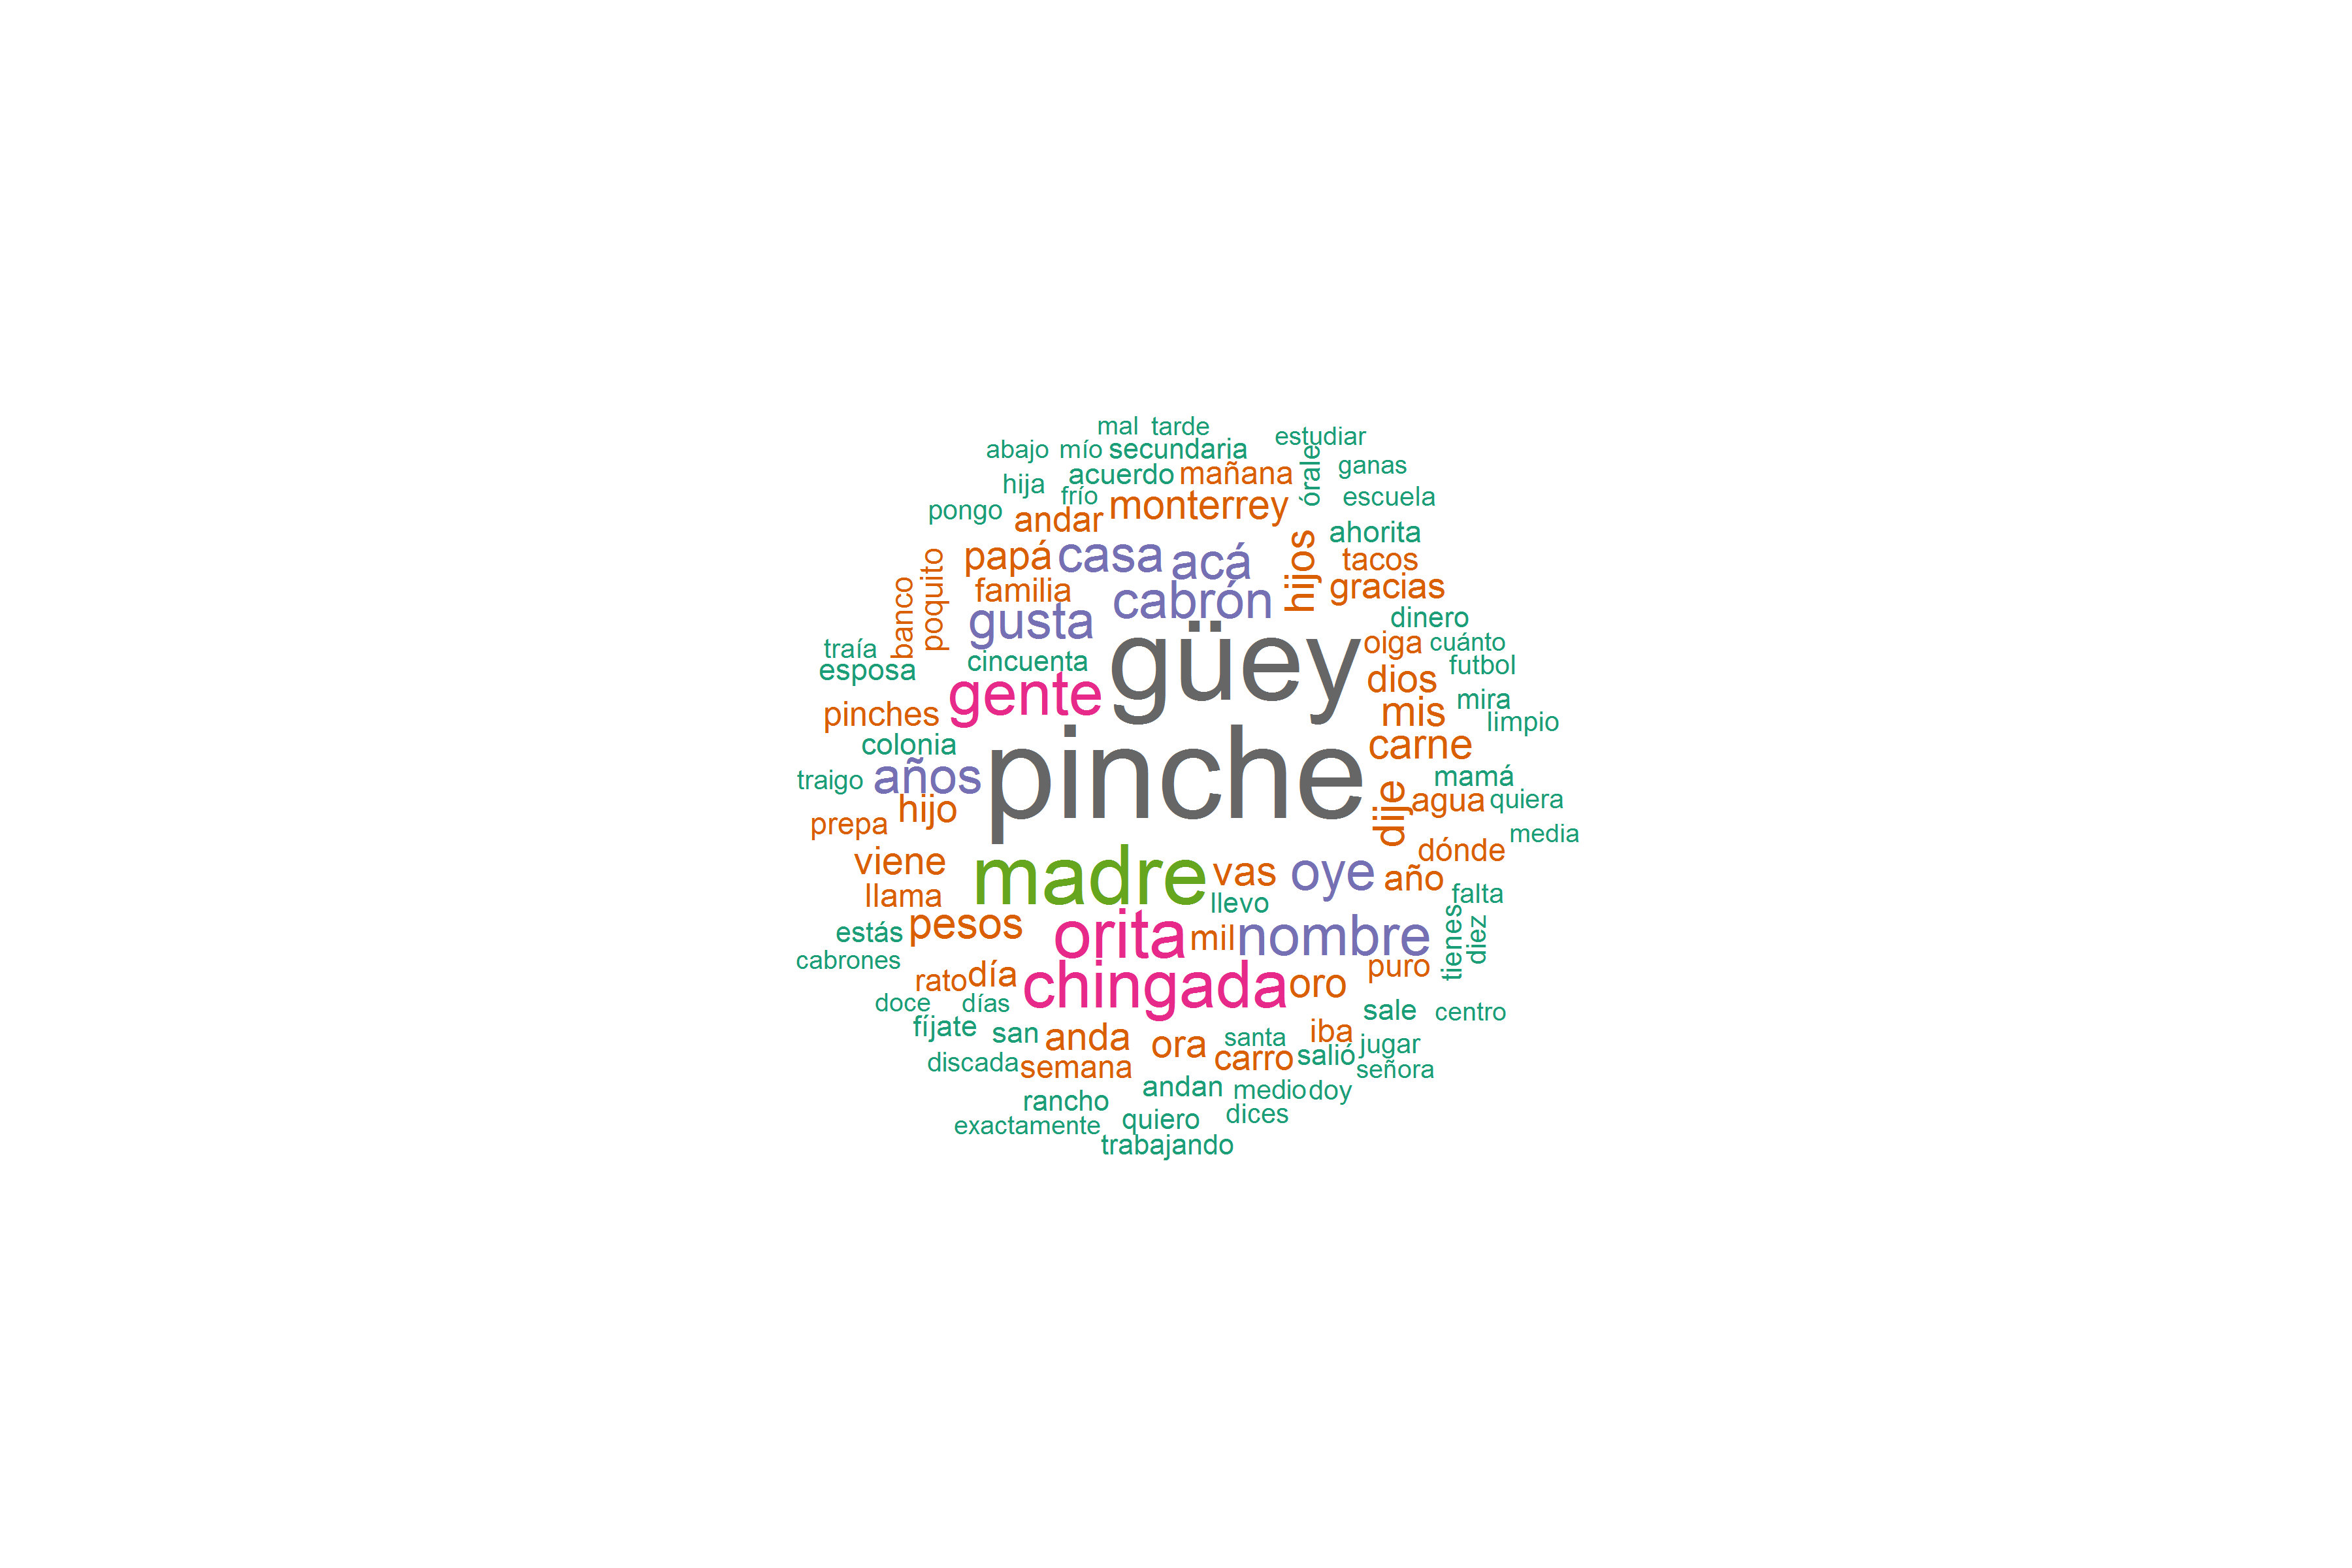 mal tarde
estudiar
abajo mío secundaria
órale
ganas
acuerdo mañana
hija frío
escuela
pongo
andar monterrey
ahorita
papá casa acá
hijos
tacos
familia
gracias
banco
poquito
gusta cabrón
dinero
traía
güey
oiga cuánto
esposa
cincuenta
futbol
gente
dios
mira
pinches
mis
limpio
colonia
pinche
carne
traigo
años
mamá
prepa
hijo
dije
agua quiera
media
viene
madre
vas oye
dónde
llama
llevo
año falta
estás
pesos
orita
mil nombre
tienes
diez
cabrones
rato día
chingada oro
puro
doce días
sale centro
fíjate san
anda ora
santa
iba
jugar
discada semana
carro salió
señora
rancho
andan medio doy
exactamente
quiero dices
trabajando